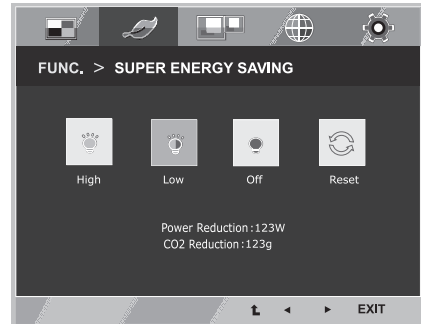 FUNC. > SUPER ENERGY SAVING
High Low Off Reset
Power Reduction :123W
CO2 Reduction :123g
EXIT